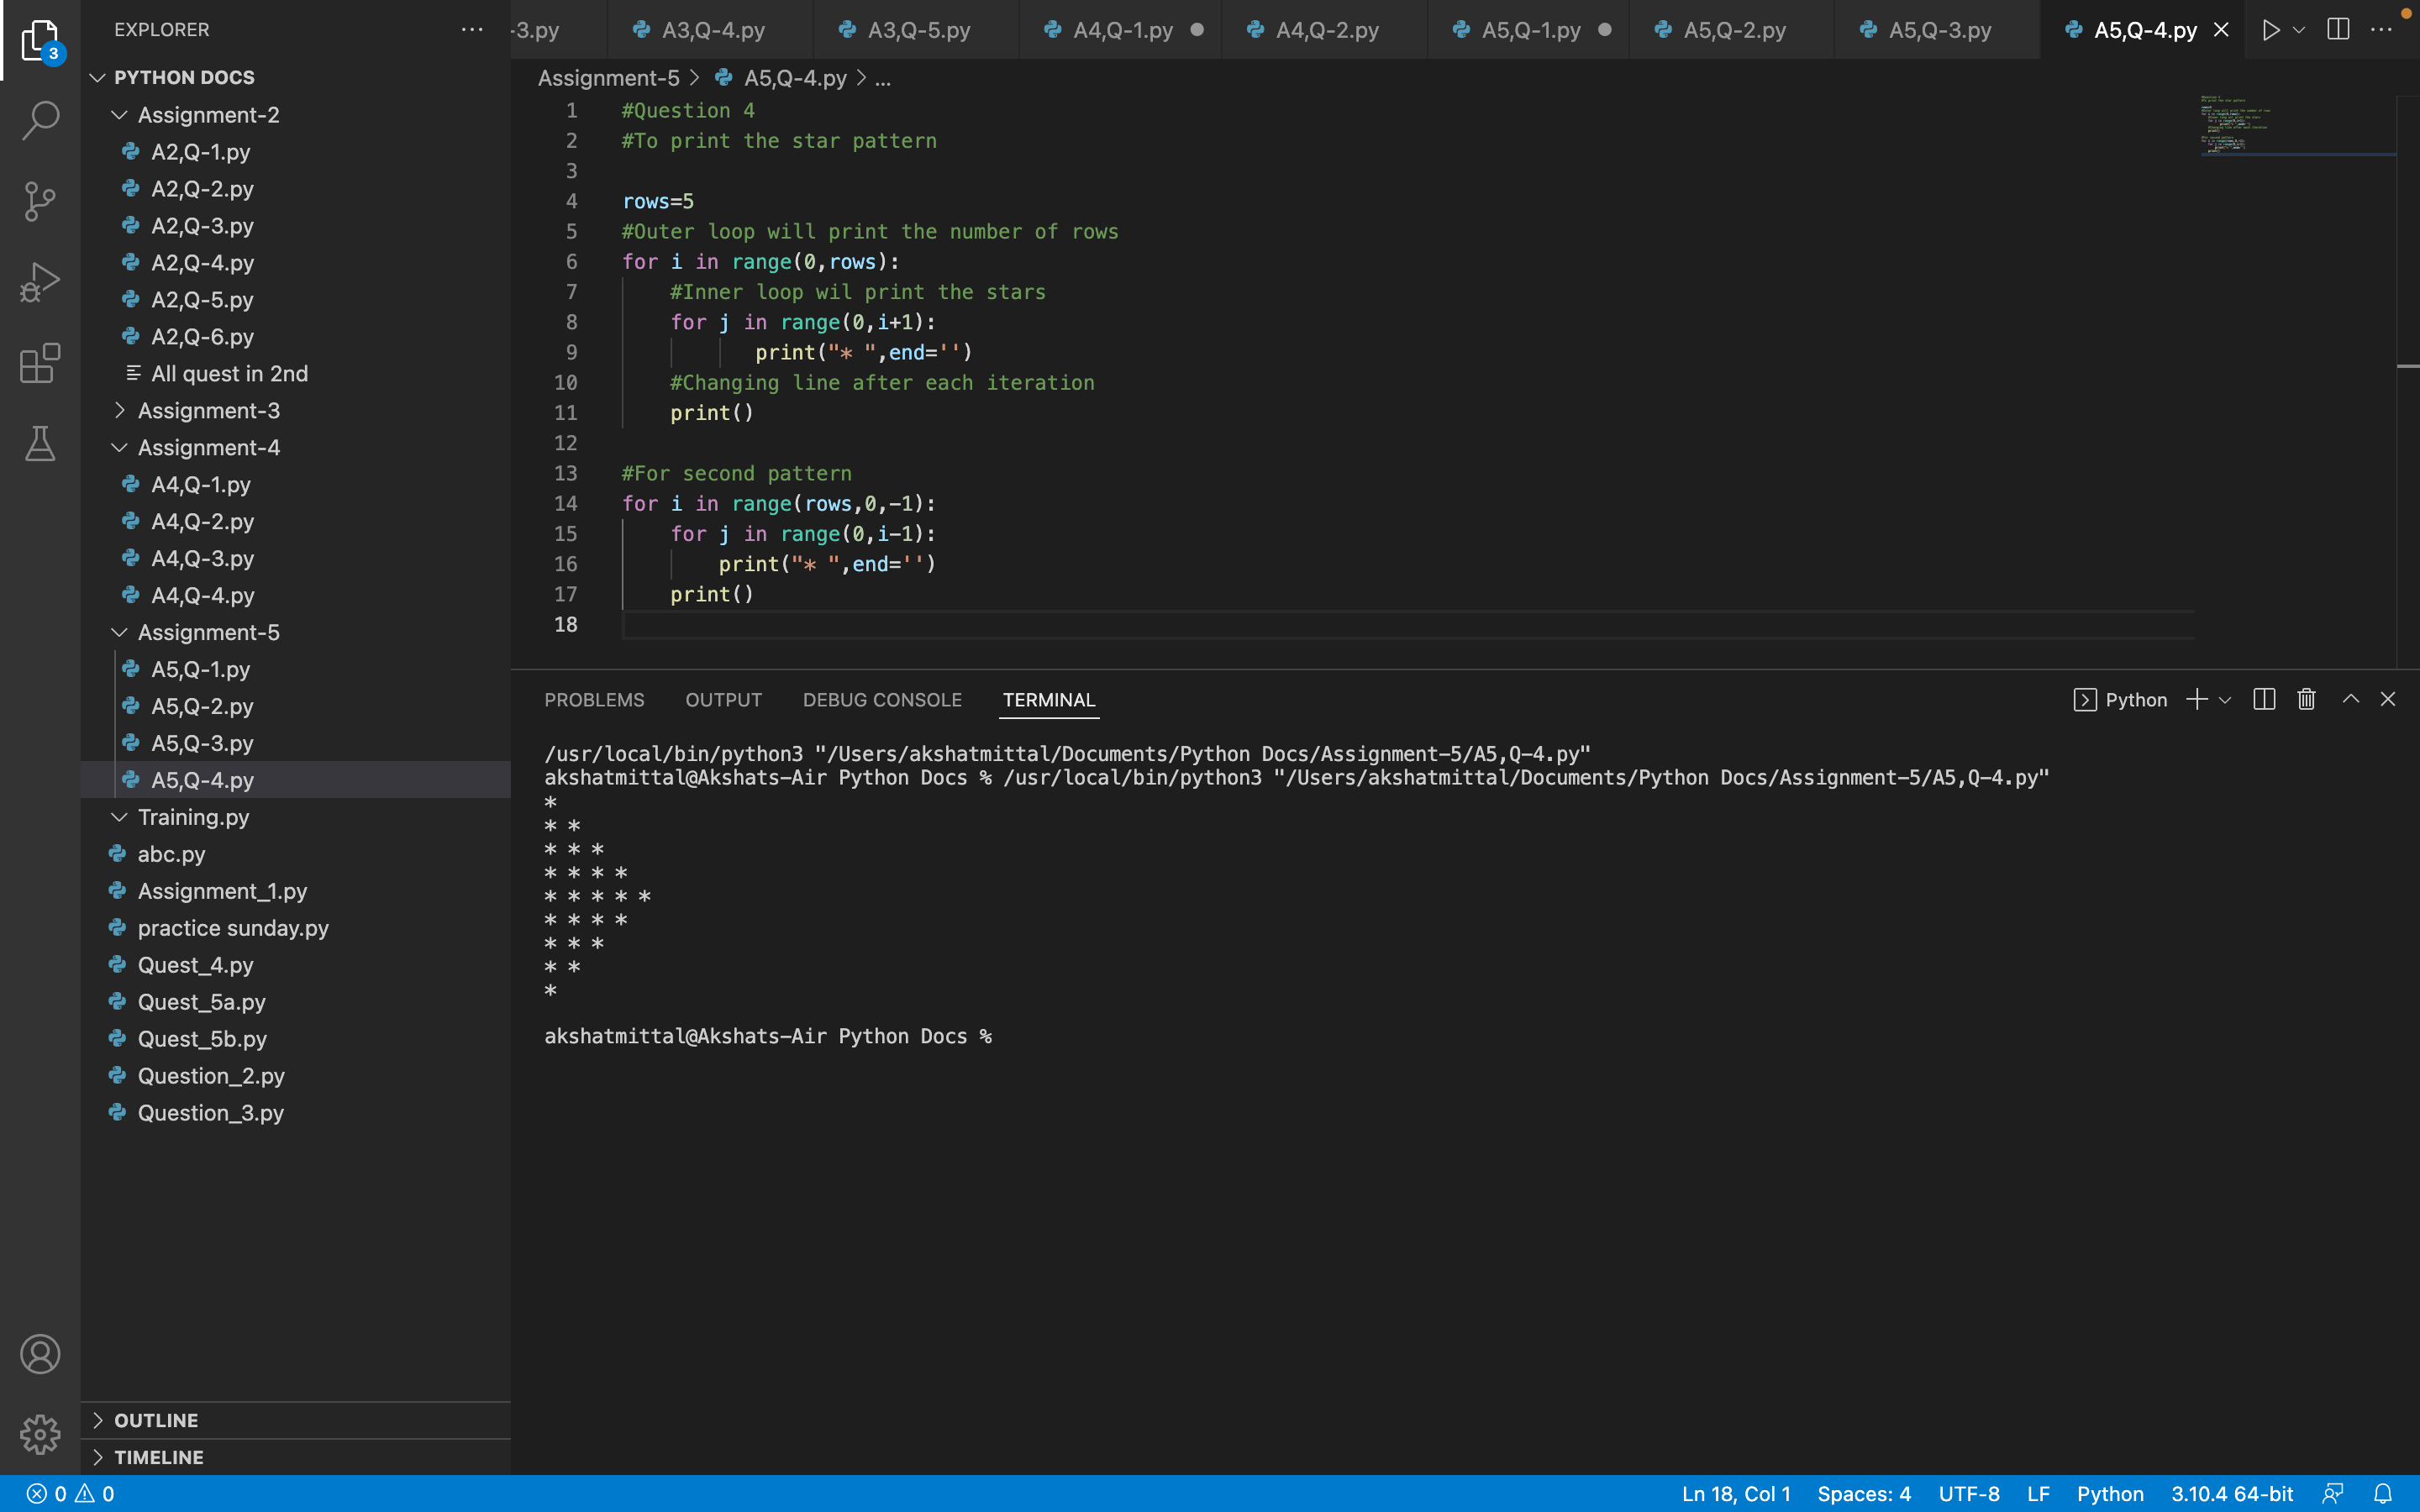 EXPLORER
-3.py
A3,Q-4.py
A3,Q-5.py
A4,Q-1.py
A4,Q-2.py
A5,Q-1.py
A5,Q-2.py
A5,Q-3.py
A5,Q-4.py
3
PYTHON DOCS
Assignment-2
A2,Q-1.py
A2,Q-2.py
A2,Q-3.py
A2,Q-4.py
A2,Q-5.py
A2,Q-6.py
All quest in 2nd
Assignment-3
Assignment-4
A4,Q-1.py
A4,Q-2.py
A4,Q-3.py
A4,Q-4.py
Assignment-5
A5,Q-1.py
A5,Q-2.py
A5,Q-3.py
A5,Q-4.py
Training.py
abc.py
Assignment_1.py
practice sunday.py
Quest_4.py
Quest_5a.py
Quest_5b.py
Question_2.py
Question_3.py
OUTLINE
TIMELINE
Assignment-5 > A5,Q-4.py > ...
1 #Question 4
2 #To print the star pattern
3
4 rows=5
5 #Outer loop will print the number of rows
6 for i in range(0,rows):
7     #Inner loop wil print the stars
8     for j in range(0,i+1):
9            print("* ",end='')
10     #Changing line after each iteration
11     print()
12
13 #For second pattern
14 for i in range(rows,0,-1):
15     for j in range(0,i-1):
16         print("* ",end='')
17     print()
18
PROBLEMS OUTPUT DEBUG CONSOLE TERMINAL
Python
/usr/local/bin/python3 "/Users/akshatmittal/Documents/Python Docs/Assignment-5/A5,Q-4.py"
akshatmittal@Akshats-Air Python Docs % /usr/local/bin/python3 "/Users/akshatmittal/Documents/Python Docs/Assignment-5/A5,Q-4.py"
*
* *
* * *
* * * *
* * * * *
* * * *
* * *
* *
*
akshatmittal@Akshats-Air Python Docs %
0 0
Ln 18, Col 1 Spaces: 4 UTF-8 LF Python 3.10.4 64-bit